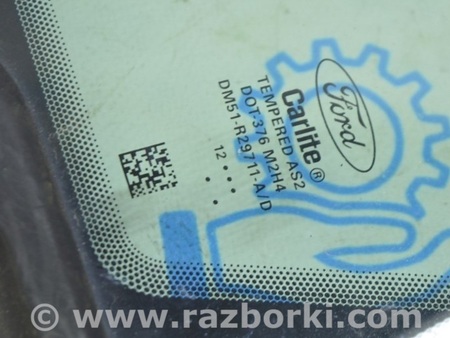 Ford
Carlite®
TEMPERED AS2
DOT-376 M2H4
DM51-R29711-A/D
12
© www.razborki.com